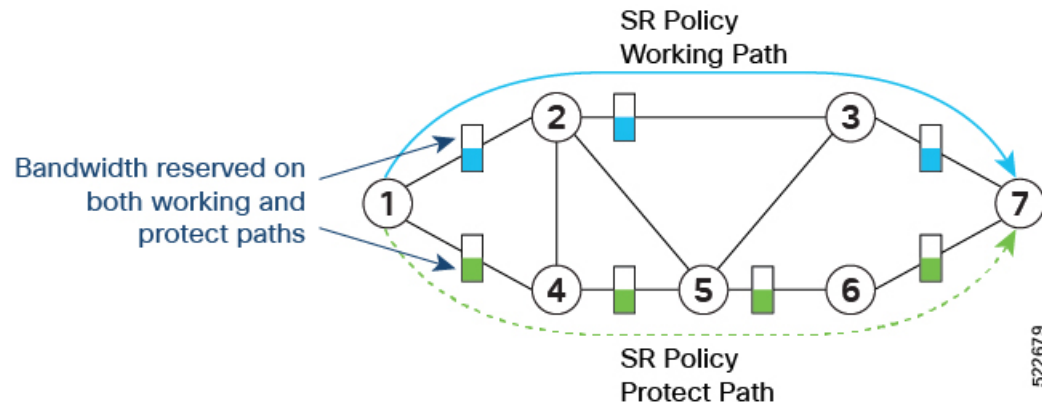 SR Policy
Working Path
Bandwidth reserved on
both working and
protect paths
1
2
3
4
5
6
7
SR Policy
Protect Path
522679